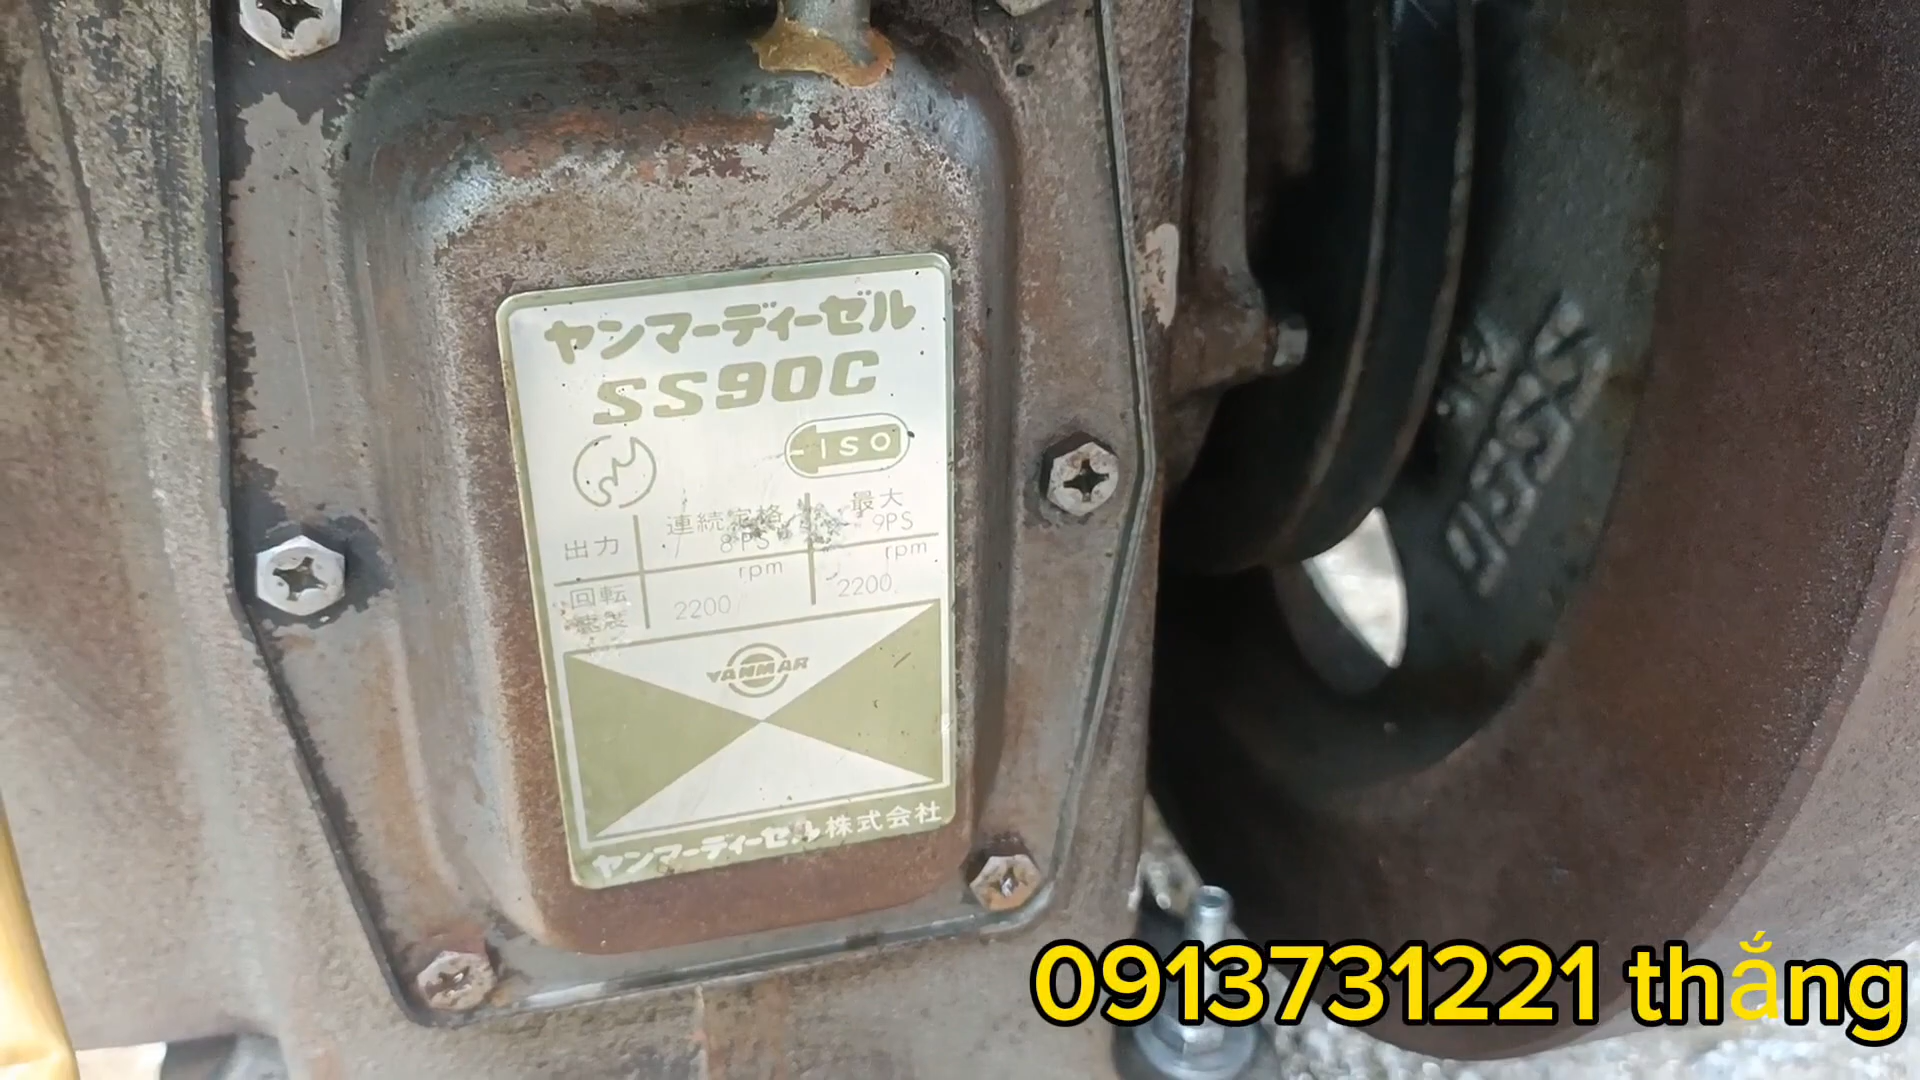 ヤンマーディーゼル
SS90C
ISO
連続定格 最大
出力 8PS 9PS
rpm rpm
回転 2200 2200
YANMAR
ヤンマーディーゼル株式会社
0913731221 thắng